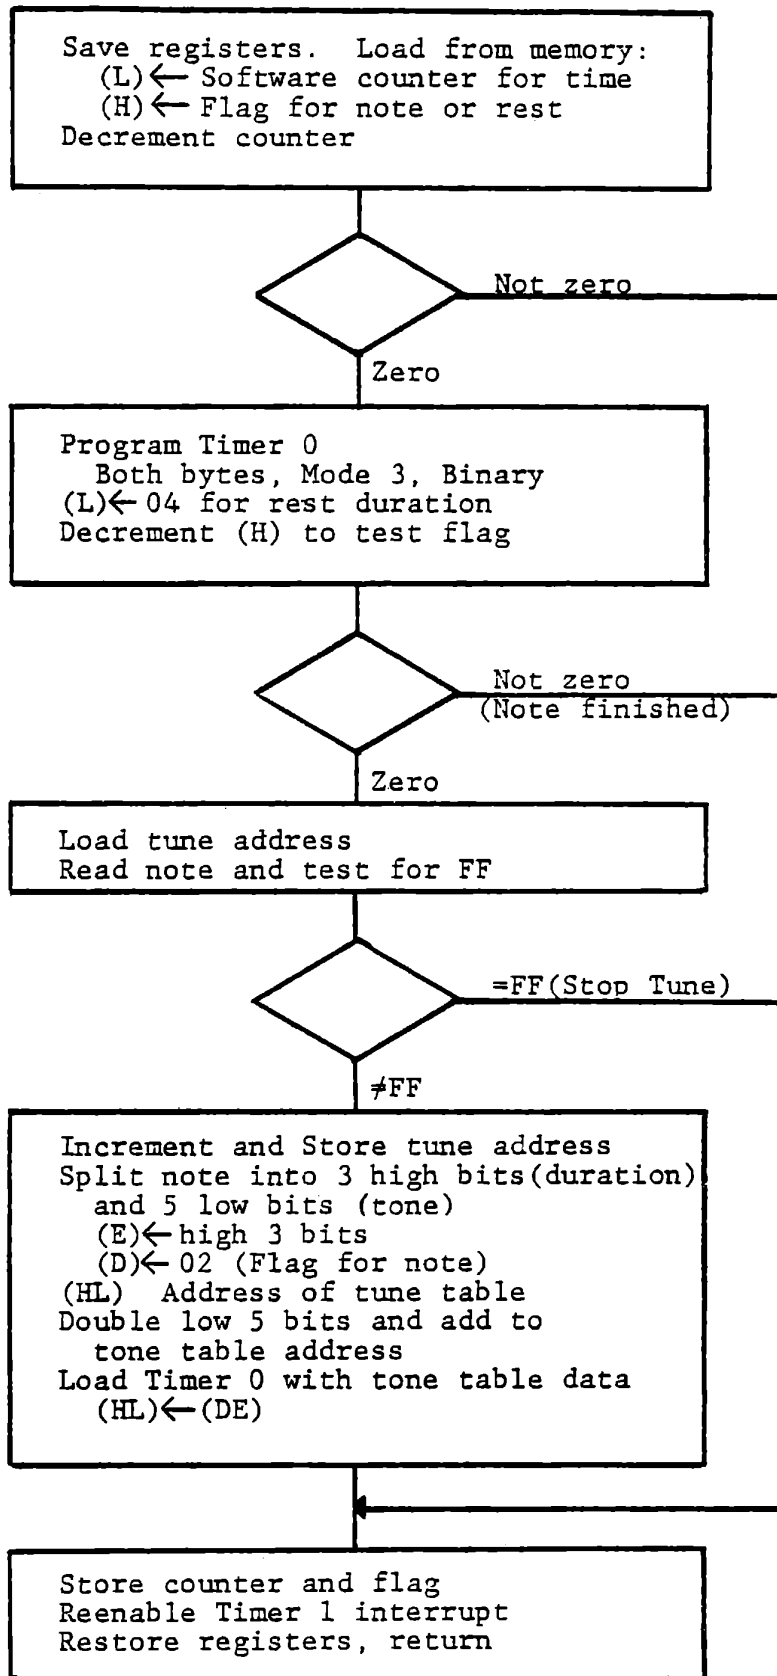 Save registers. Load from memory:
(L)← Software counter for time
(H)← Flag for note or rest
Decrement counter
Not zero
Zero
Program Timer 0
Both bytes, Mode 3, Binary
(L)← 04 for rest duration
Decrement (H) to test flag
Not zero
(Note finished)
Zero
Load tune address
Read note and test for FF
=FF(Stop Tune)
≠FF
Increment and Store tune address
Split note into 3 high bits(duration)
and 5 low bits (tone)
(E)← high 3 bits
(D)← 02 (Flag for note)
(HL) Address of tune table
Double low 5 bits and add to
tone table address
Load Timer 0 with tone table data
(HL)←(DE)
Store counter and flag
Reenable Timer 1 interrupt
Restore registers, return